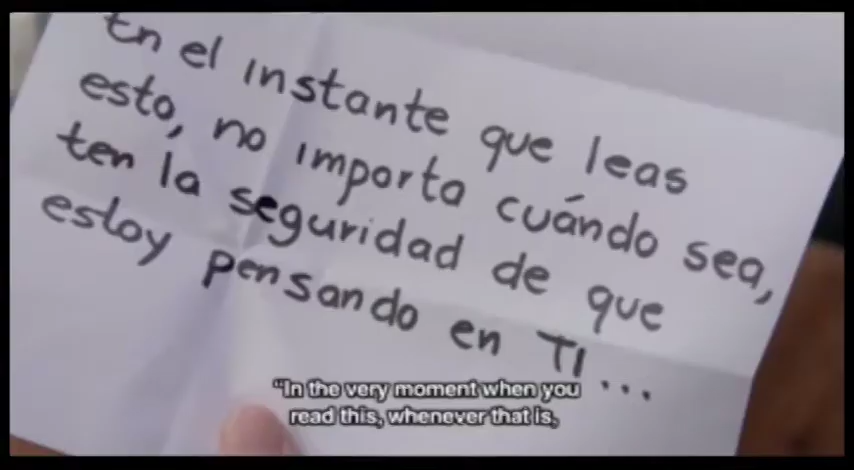 En el instante que leas
esto, no importa cuándo sea,
ten la seguridad de que
estoy pensando en TI...
"In the very moment when you
read this, whenever that is,